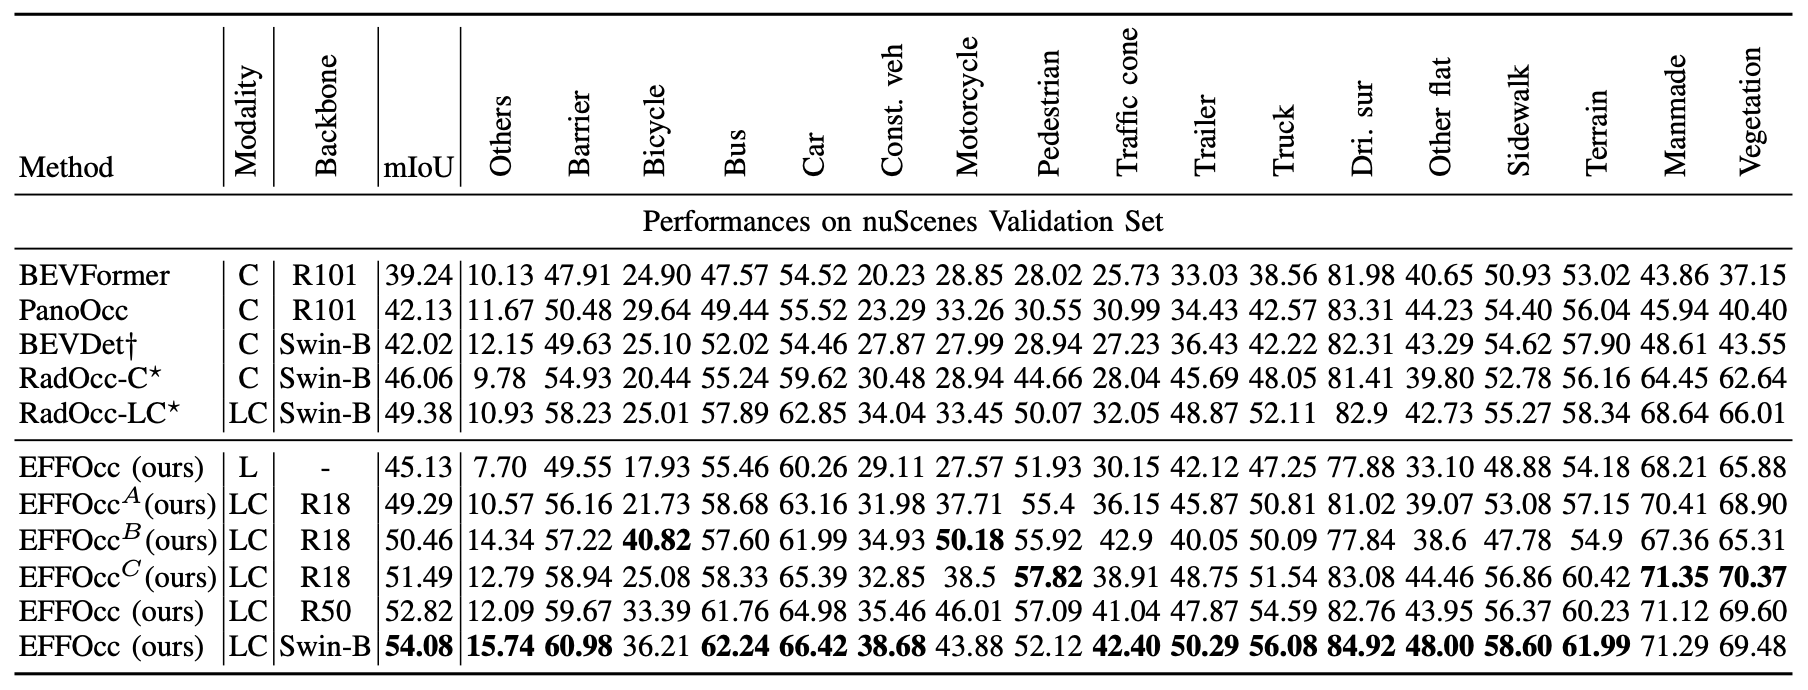 Method Modality Backbone mIoU Others Barrier Bicycle Bus Car Const. veh Motorcycle Pedestrian Traffic cone Trailer Truck Dri. sur Other flat Sidewalk Terrain Manmade Vegetation
Performances on nuScenes Validation Set
BEVFormer C R101 39.24 10.13 47.91 24.90 47.57 54.52 20.23 28.85 28.02 25.73 33.03 38.56 81.98 40.65 50.93 53.02 43.86 37.15
PanoOcc C R101 42.13 11.67 50.48 29.64 49.44 55.52 23.29 33.26 30.55 30.99 34.43 42.57 83.31 44.23 54.40 56.04 45.94 40.40
BEVDet† C Swin-B 42.02 12.15 49.63 25.10 52.02 54.46 27.87 27.99 28.94 27.23 36.43 42.22 82.31 43.29 54.62 57.90 48.61 43.55
RadOcc-C⋆ C Swin-B 46.06 9.78 54.93 20.44 55.24 59.62 30.48 28.94 44.66 28.04 45.69 48.05 81.41 39.80 52.78 56.16 64.45 62.64
RadOcc-LC⋆ LC Swin-B 49.38 10.93 58.23 25.01 57.89 62.85 34.04 33.45 50.07 32.05 48.87 52.11 82.9 42.73 55.27 58.34 68.64 66.01
EFFOcc (ours) L - 45.13 7.70 49.55 17.93 55.46 60.26 29.11 27.57 51.93 30.15 42.12 47.25 77.88 33.10 48.88 54.18 68.21 65.88
EFFOccᴬ(ours) LC R18 49.29 10.57 56.16 21.73 58.68 63.16 31.98 37.71 55.4 36.15 45.87 50.81 81.02 39.07 53.08 57.15 70.41 68.90
EFFOccᴮ(ours) LC R18 50.46 14.34 57.22 40.82 57.60 61.99 34.93 50.18 55.92 42.9 40.05 50.09 77.84 38.6 47.78 54.9 67.36 65.31
EFFOcc^C(ours) LC R18 51.49 12.79 58.94 25.08 58.33 65.39 32.85 38.5 57.82 38.91 48.75 51.54 83.08 44.46 56.86 60.42 71.35 70.37
EFFOcc (ours) LC R50 52.82 12.09 59.67 33.39 61.76 64.98 35.46 46.01 57.09 41.04 47.87 54.59 82.76 43.95 56.37 60.23 71.12 69.60
EFFOcc (ours) LC Swin-B 54.08 15.74 60.98 36.21 62.24 66.42 38.68 43.88 52.12 42.40 50.29 56.08 84.92 48.00 58.60 61.99 71.29 69.48